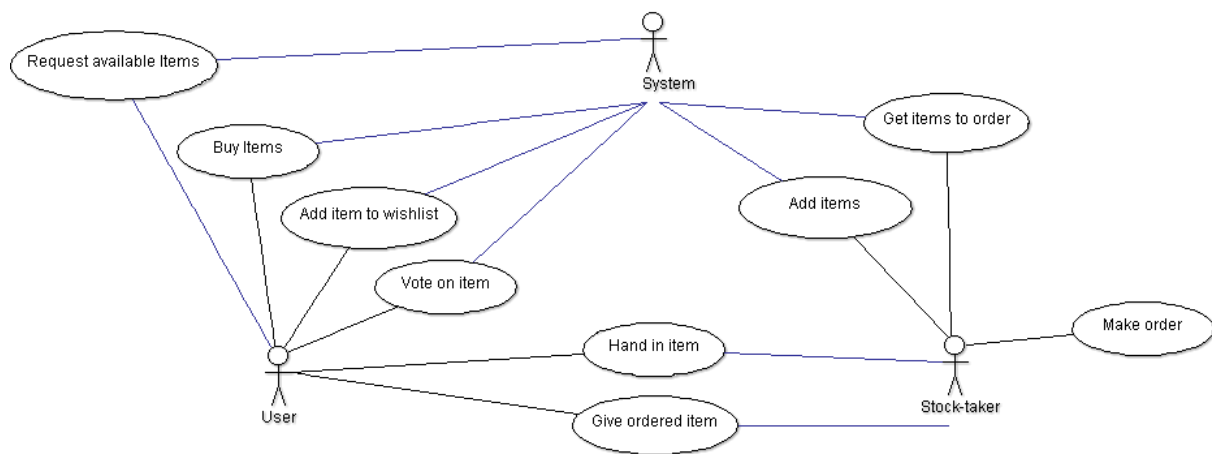 Request available Items
System
Get items to order
Buy Items
Add items
Add item to wishlist
Vote on item
Make order
Hand in item
User
Stock-taker
Give ordered item